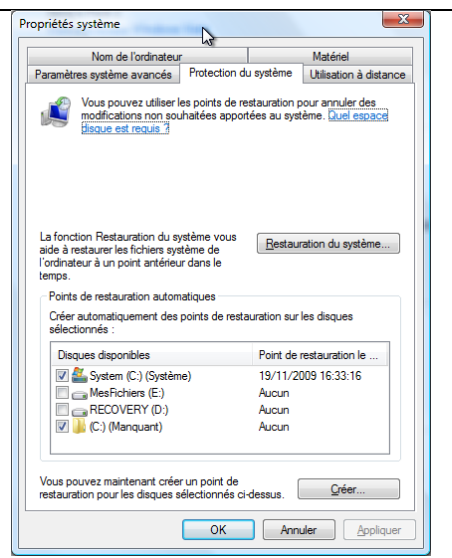 Propriétés système
Nom de l'ordinateur Matériel
Paramètres système avancés Protection du système Utilisation à distance
Vous pouvez utiliser les points de restauration pour annuler des
modifications non souhaitées apportées au système. Quel espace
disque est requis ?
La fonction Restauration du système vous
aide à restaurer les fichiers système de
l'ordinateur à un point antérieur dans le
temps.
Restauration du système...
Points de restauration automatiques
Créer automatiquement des points de restauration sur les disques
sélectionnés :
Disques disponibles Point de restauration le ...
System (C:) (Système) 19/11/2009 16:33:16
MesFichiers (E:) Aucun
RECOVERY (D:) Aucun
(C:) (Manquant) Aucun
Vous pouvez maintenant créer un point de
restauration pour les disques sélectionnés ci-dessus.
Créer...
OK Annuler Appliquer